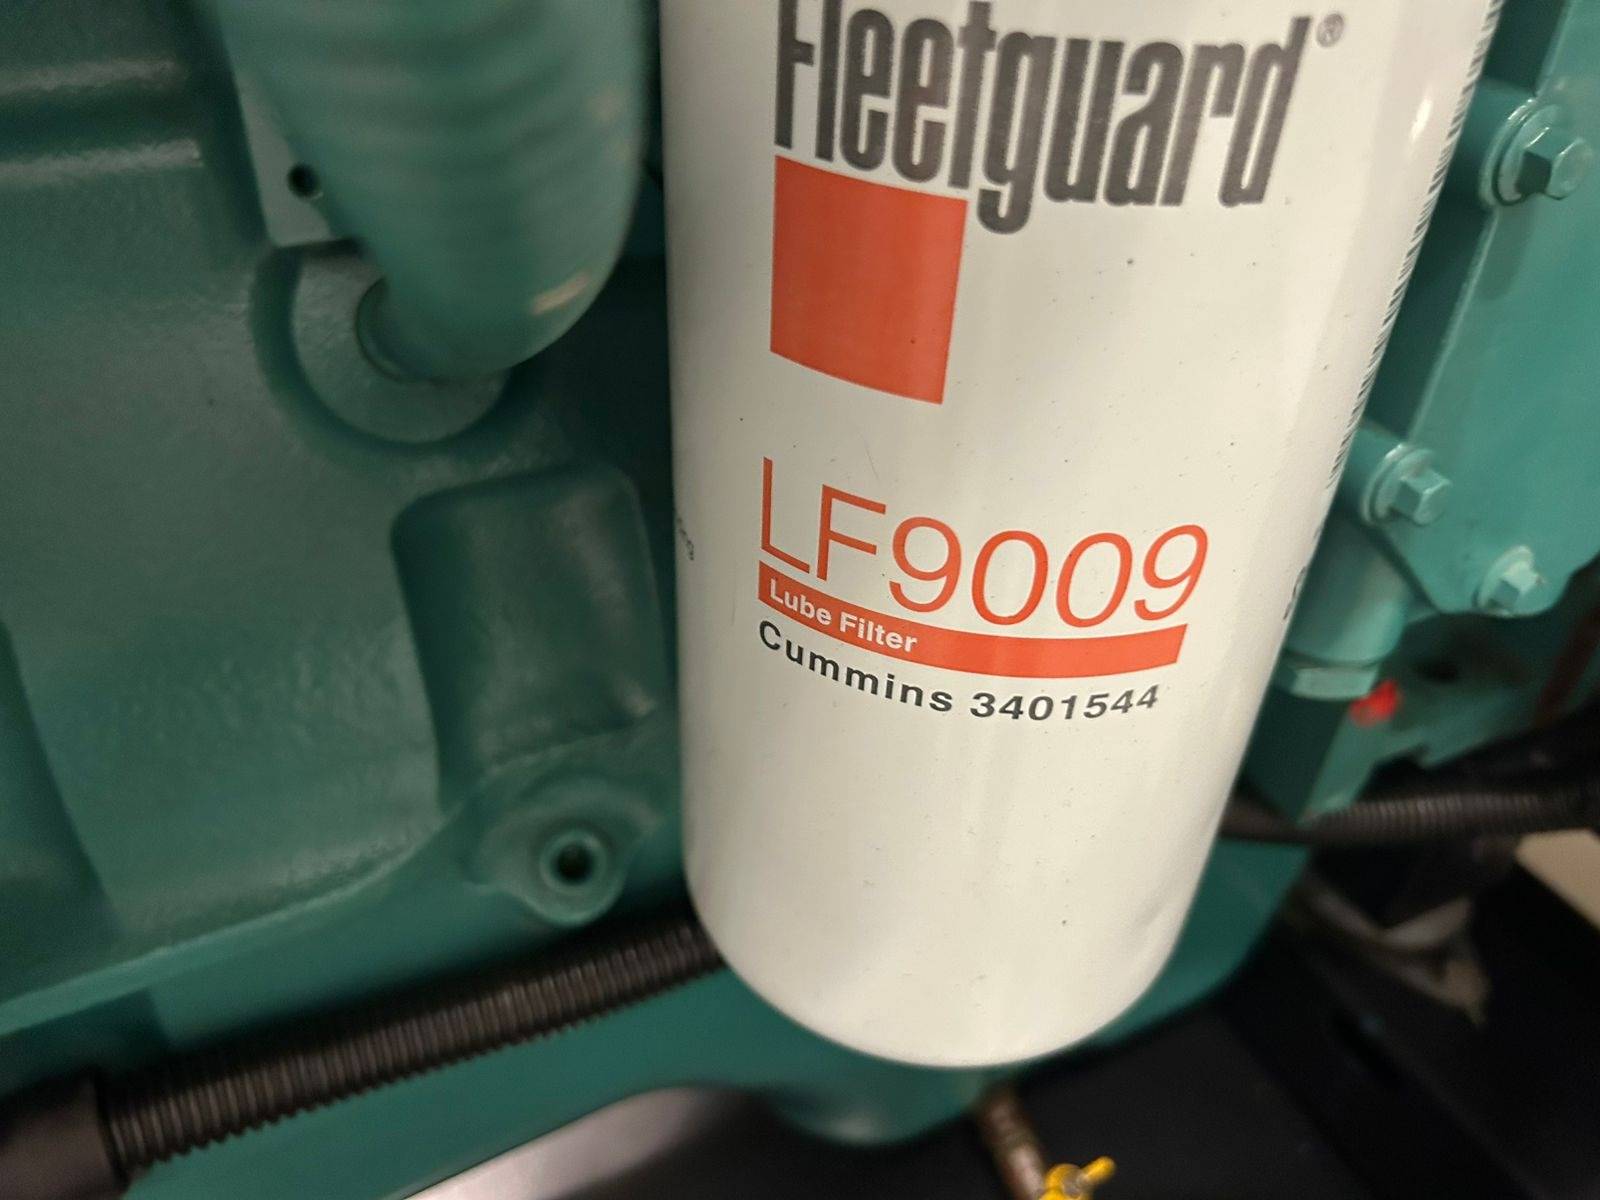 Fleetguard®
LF9009
Lube Filter
Cummins 3401544